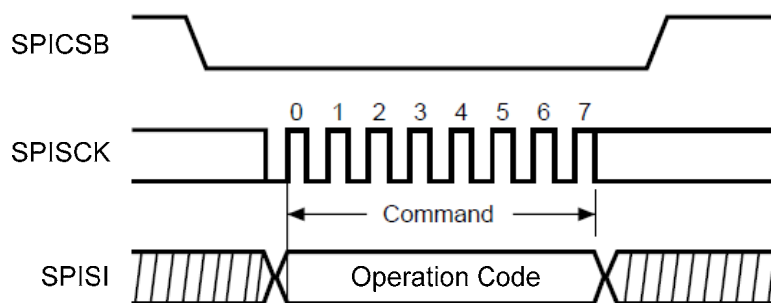 SPICSB
0 1 2 3 4 5 6 7
SPISCK
Command
SPISI
Operation Code